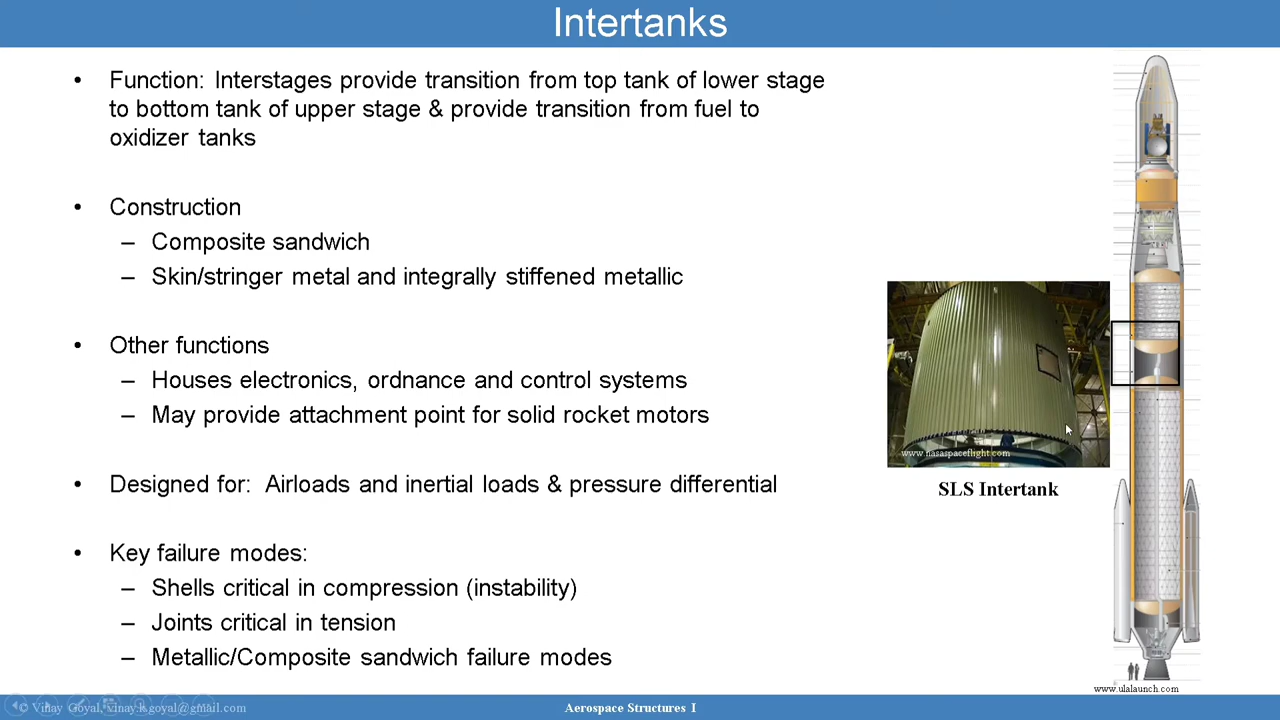 Intertanks
• Function: Interstages provide transition from top tank of lower stage
to bottom tank of upper stage & provide transition from fuel to
oxidizer tanks
• Construction
– Composite sandwich
– Skin/stringer metal and integrally stiffened metallic
• Other functions
– Houses electronics, ordnance and control systems
– May provide attachment point for solid rocket motors
• Designed for: Airloads and inertial loads & pressure differential
• Key failure modes:
– Shells critical in compression (instability)
– Joints critical in tension
– Metallic/Composite sandwich failure modes
www.nasaspaceflight.com
SLS Intertank
www.ulalaunch.com
© Vinay Goyal, vinay.k.goyal@gmail.com
Aerospace Structures I